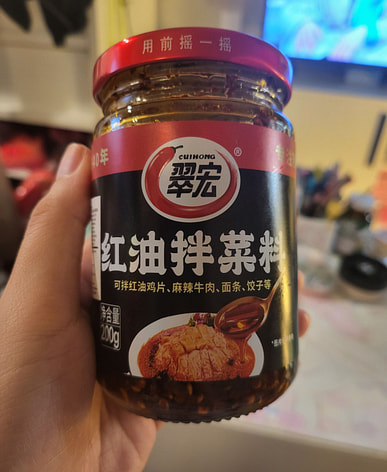 用前摇一摇
CUIHONG
®
翠宏
红油拌菜料
可拌红油鸡片、麻辣牛肉、面条、饺子等
净含量
200g